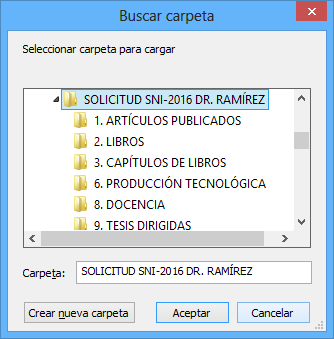 Buscar carpeta
Seleccionar carpeta para cargar
SOLICITUD SNI-2016 DR. RAMÍREZ
1. ARTÍCULOS PUBLICADOS
2. LIBROS
3. CAPÍTULOS DE LIBROS
6. PRODUCCIÓN TECNOLÓGICA
8. DOCENCIA
9. TESIS DIRIGIDAS
Carpeta: SOLICITUD SNI-2016 DR. RAMÍREZ
Crear nueva carpeta Aceptar Cancelar